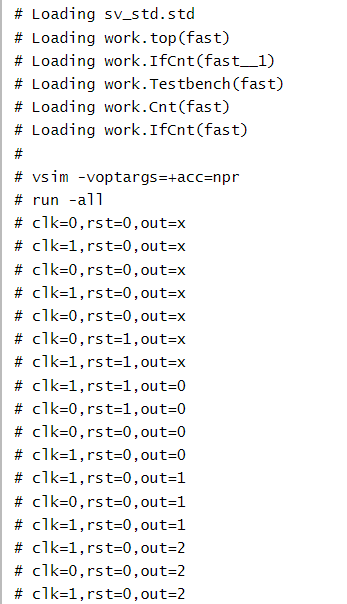 # Loading sv_std.std
# Loading work.top(fast)
# Loading work.IfCnt(fast__1)
# Loading work.Testbench(fast)
# Loading work.Cnt(fast)
# Loading work.IfCnt(fast)
#
# vsim -voptargs=+acc=npr
# run -all
# clk=0,rst=0,out=x
# clk=1,rst=0,out=x
# clk=0,rst=0,out=x
# clk=1,rst=0,out=x
# clk=0,rst=0,out=x
# clk=0,rst=1,out=x
# clk=1,rst=1,out=x
# clk=1,rst=1,out=0
# clk=0,rst=1,out=0
# clk=0,rst=0,out=0
# clk=1,rst=0,out=0
# clk=1,rst=0,out=1
# clk=0,rst=0,out=1
# clk=1,rst=0,out=1
# clk=1,rst=0,out=2
# clk=0,rst=0,out=2
# clk=1,rst=0,out=2